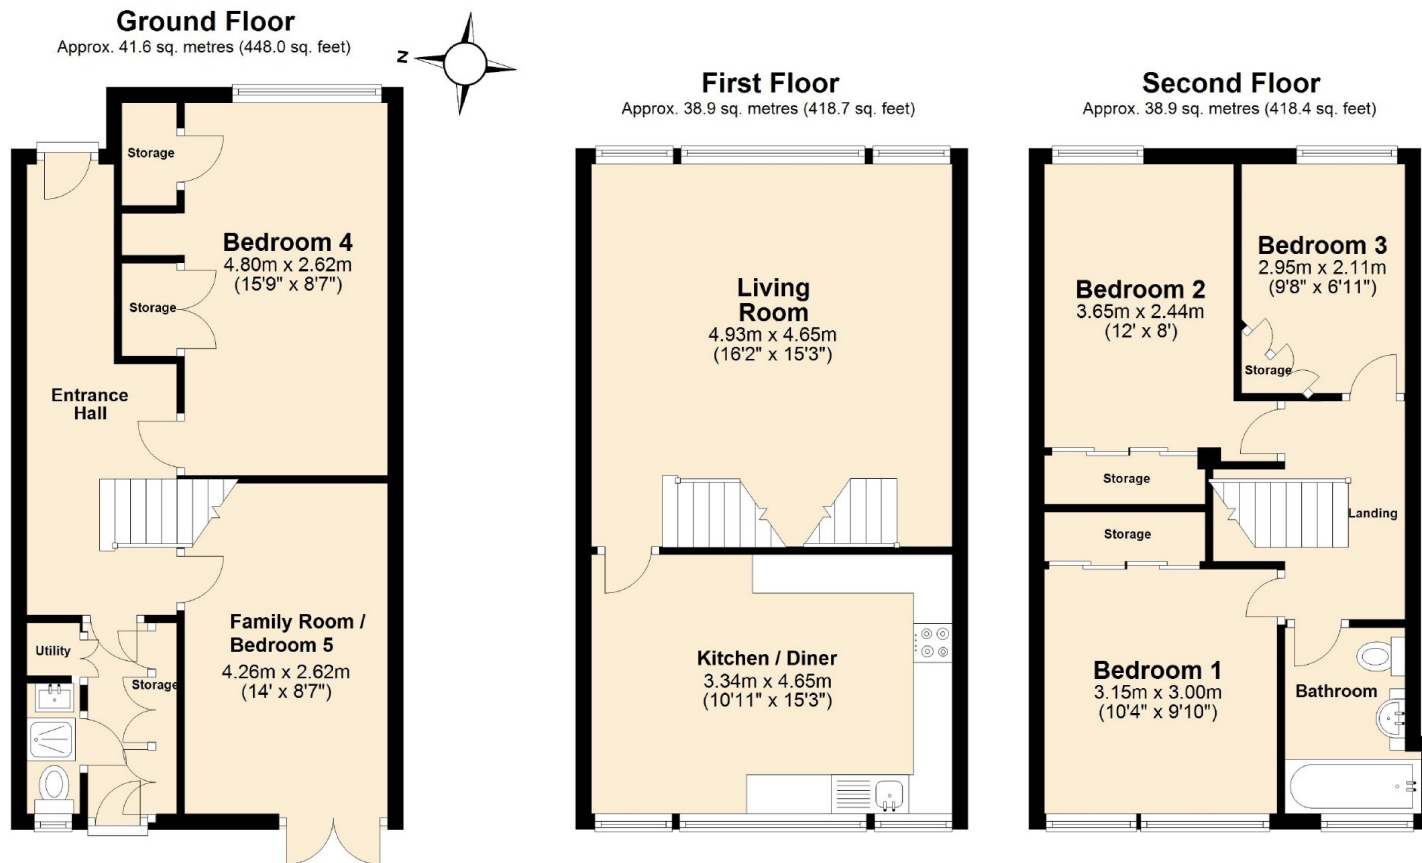 Ground Floor
Approx. 41.6 sq. metres (448.0 sq. feet)
N
Storage
Bedroom 4
4.80m x 2.62m
(15'9" x 8'7")
Storage
Entrance
Hall
Family Room /
Bedroom 5
4.26m x 2.62m
(14' x 8'7")
Utility
Storage
First Floor
Approx. 38.9 sq. metres (418.7 sq. feet)
Living
Room
4.93m x 4.65m
(16'2" x 15'3")
Kitchen / Diner
3.34m x 4.65m
(10'11" x 15'3")
Second Floor
Approx. 38.9 sq. metres (418.4 sq. feet)
Bedroom 3
2.95m x 2.11m
(9'8" x 6'11")
Bedroom 2
3.65m x 2.44m
(12' x 8')
Storage
Storage
Landing
Storage
Bedroom 1
3.15m x 3.00m
(10'4" x 9'10")
Bathroom